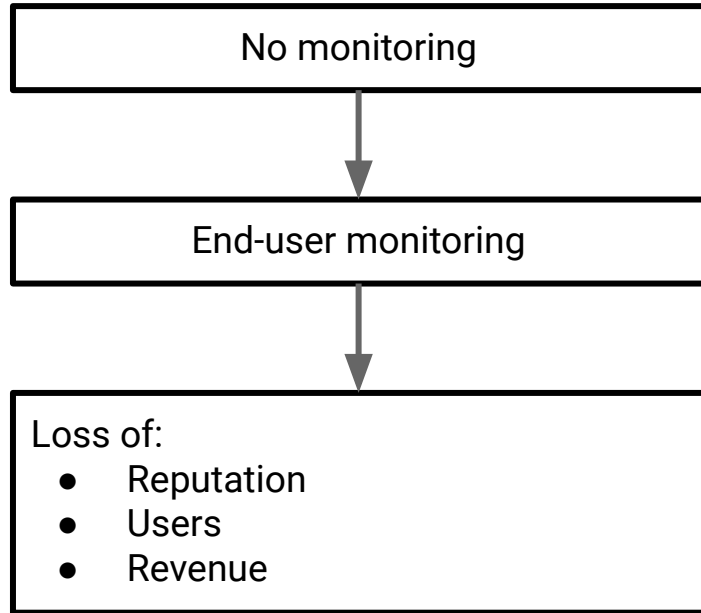 No monitoring
End-user monitoring
Loss of:
● Reputation
● Users
● Revenue